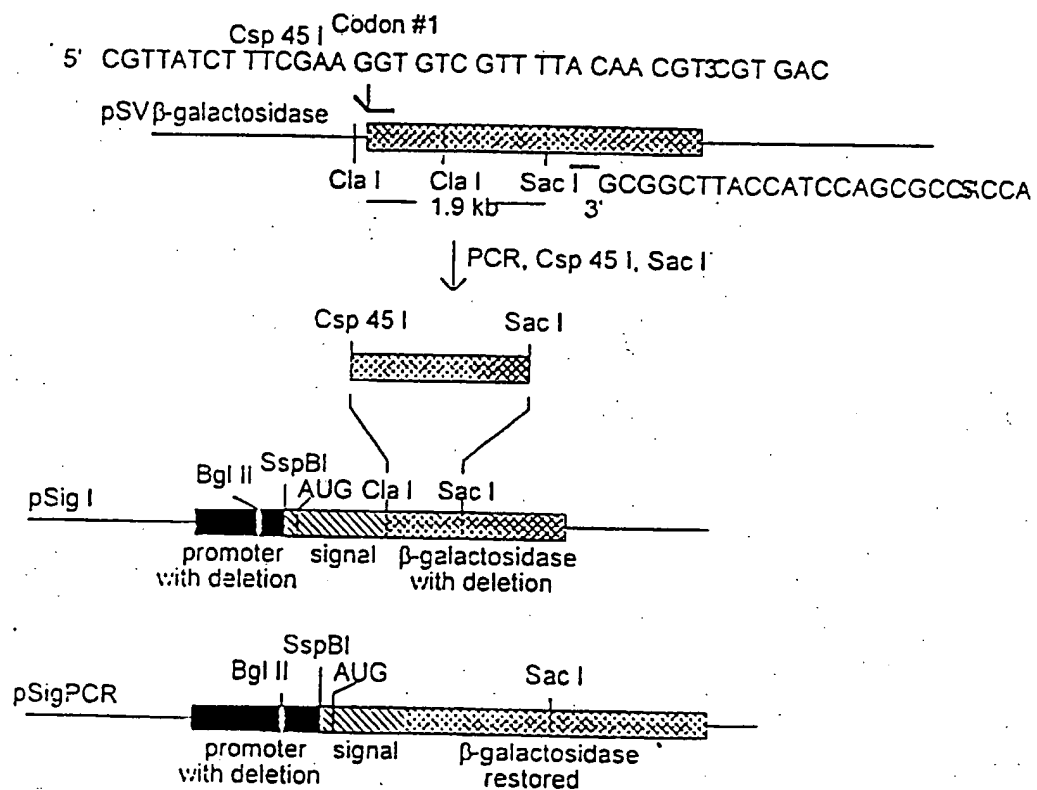 Csp 45 I Codon #1
5' CGTTATCT TTCGAA GGT GTC GTT TTA CAA CGT CGT GAC
pSVβ-galactosidase
Cla I Cla I Sac I GCGGCTTACCATCCAGCGCC CCA
1.9 kb 3'
PCR, Csp 45 I, Sac I
Csp 45 I Sac I
Bgl II SspBI AUG Cla I Sac I
pSig I
promoter signal β-galactosidase
with deletion with deletion
SspBI
Bgl II AUG Sac I
pSigPCR
promoter signal β-galactosidase
with deletion restored